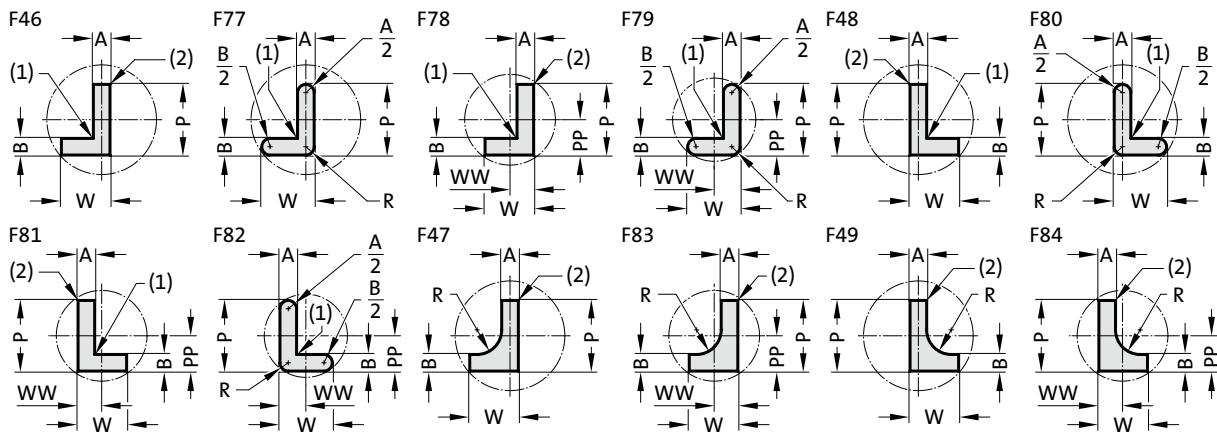 F46 F77 F78 F79 F48 F80
A (1) (2) B P W
B/2 (1) A A/2 B P W R
A (1) (2) B P PP WW W
B/2 (1) A A/2 B P PP WW W R
A (2) (1) P B W
A/2 A (1) B/2 P B R W
F81 F82 F47 F83 F49 F84
(2) A (1) P B PP WW W
A A/2 (1) B/2 P B PP R WW W
A (2) R B P W
A (2) R B P PP WW W
A (2) R P B W
A (2) R P B PP WW W